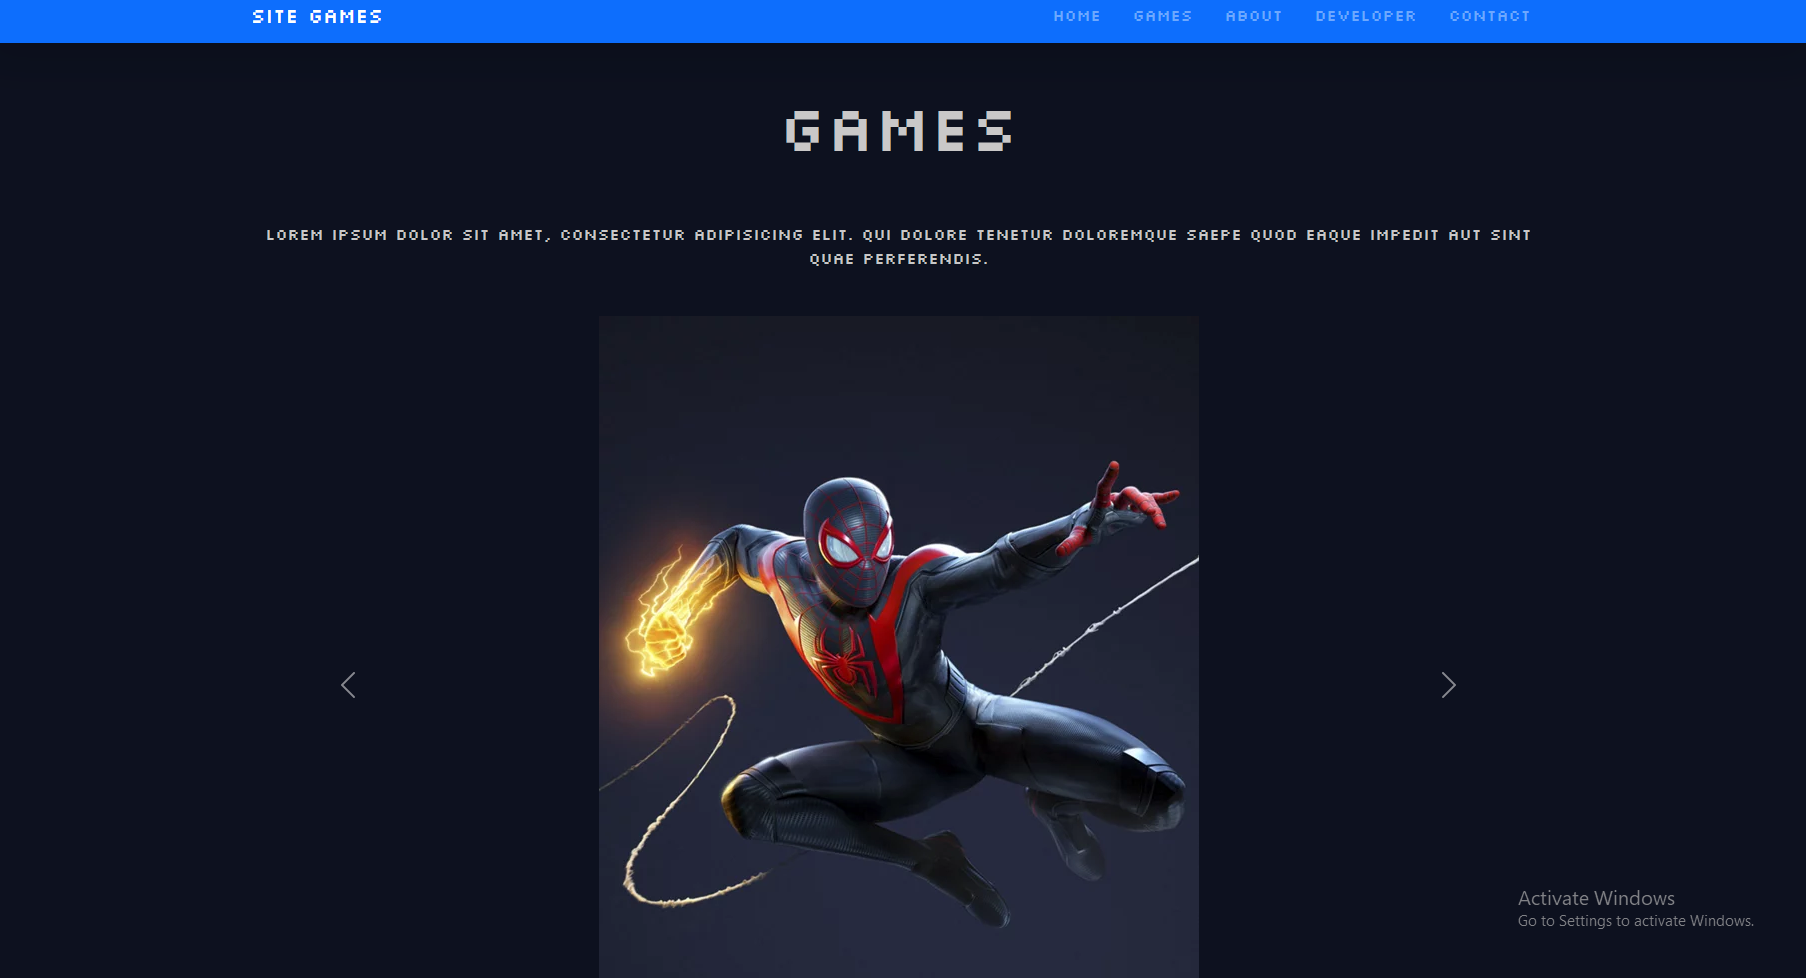 SITE GAMES
HOME GAMES ABOUT DEVELOPER CONTACT
GAMES
LOREM IPSUM DOLOR SIT AMET, CONSECTETUR ADIPISICING ELIT. QUI DOLORE TENETUR DOLOREMQUE SAEPE QUOD EAQUE IMPEDIT AUT SINT
QUAE PERFERENDIS.
Activate Windows
Go to Settings to activate Windows.